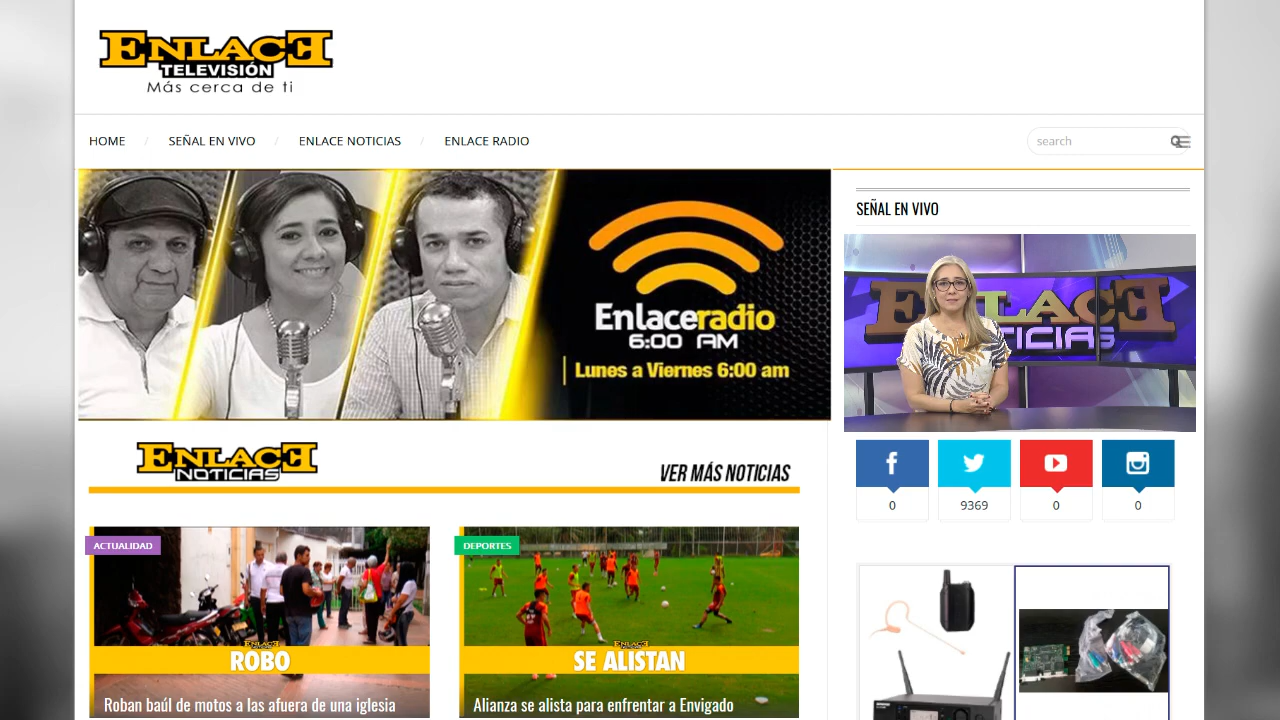 ENLACE
TELEVISIÓN
Más cerca de ti
HOME / SEÑAL EN VIVO / ENLACE NOTICIAS / ENLACE RADIO
search
Enlaceradio
6:00 AM
Lunes a Viernes 6:00 am
SEÑAL EN VIVO
ENLACE
NOTICIAS
0
9369
0
0
ENLACE
NOTICIAS
VER MÁS NOTICIAS
ACTUALIDAD
ENLACE
ROBO
Roban baúl de motos a las afuera de una iglesia
DEPORTES
ENLACE
SE ALISTAN
Alianza se alista para enfrentar a Envigado